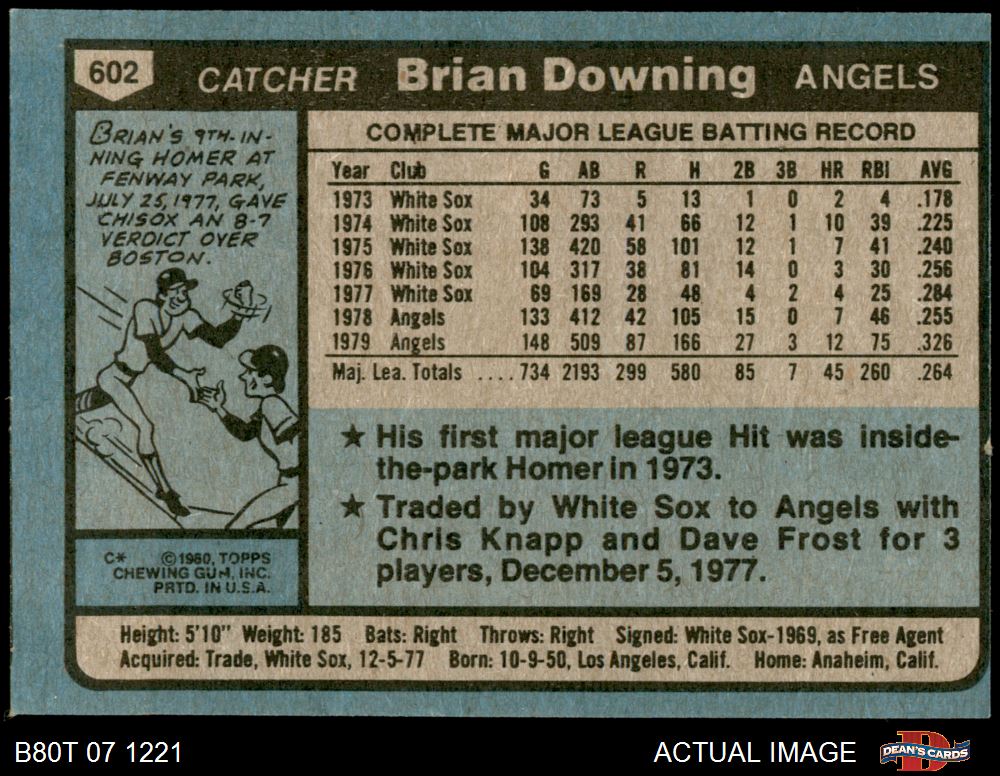 602 CATCHER Brian Downing ANGELS
BRIAN'S 9TH-IN-
NING HOMER AT
FENWAY PARK,
JULY 25, 1977, GAVE
CHISOX AN 8-7
VERDICT OVER
BOSTON.
COMPLETE MAJOR LEAGUE BATTING RECORD
Year Club G AB R H 2B 3B HR RBI AVG
1973 White Sox 34 73 5 13 1 0 2 4 .178
1974 White Sox 108 293 41 66 12 1 10 39 .225
1975 White Sox 138 420 58 101 12 1 7 41 .240
1976 White Sox 104 317 38 81 14 0 3 30 .256
1977 White Sox 69 169 28 48 4 2 4 25 .284
1978 Angels 133 412 42 105 15 0 7 46 .255
1979 Angels 148 509 87 166 27 3 12 75 .326
Maj. Lea. Totals ....734 2193 299 580 85 7 45 260 .264
★ His first major league Hit was inside-
the-park Homer in 1973.
★ Traded by White Sox to Angels with
Chris Knapp and Dave Frost for 3
players, December 5, 1977.
C* ©1980, TOPPS
CHEWING GUM, INC.
PRTD. IN U.S.A.
Height: 5'10" Weight: 185 Bats: Right Throws: Right Signed: White Sox-1969, as Free Agent
Acquired: Trade, White Sox, 12-5-77 Born: 10-9-50, Los Angeles, Calif. Home: Anaheim, Calif.
B80T 07 1221 ACTUAL IMAGE D DEAN'S CARDS